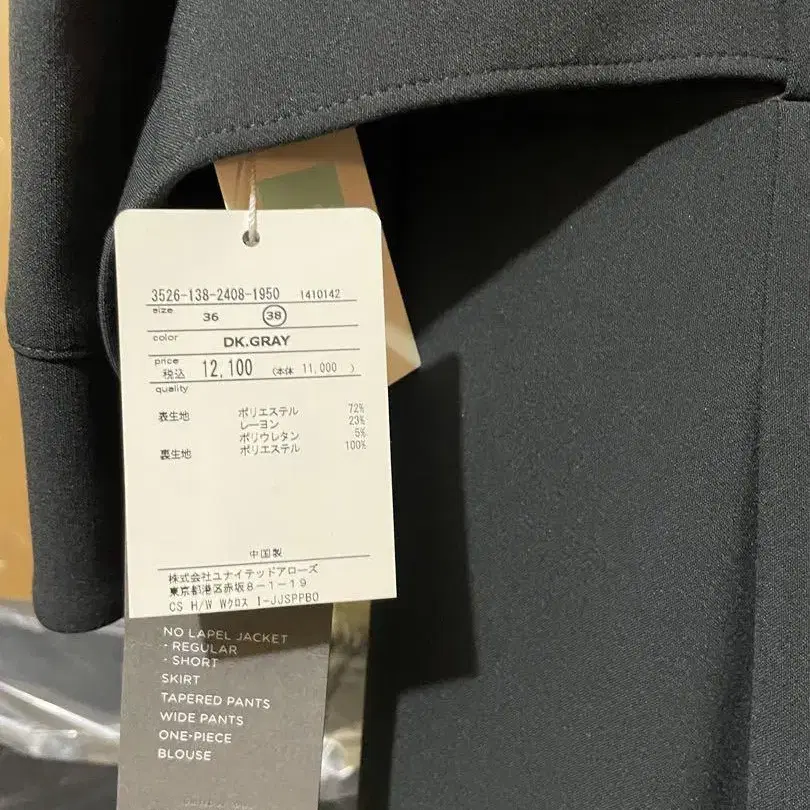 3526-138-2408-1950 1410142
size 36 38
color DK.GRAY
price 税込 12,100 (本体 11,000 )
quality
表生地 ポリエステル 72%
レーヨン 23%
ポリウレタン 5%
裏生地 ポリエステル 100%
中国製
株式会社ユナイテッドアローズ
東京都港区赤坂8-1-19
CS H/W Wクロス I-JJSPPBO
NO LAPEL JACKET
・REGULAR
・SHORT
SKIRT
TAPERED PANTS
WIDE PANTS
ONE-PIECE
BLOUSE